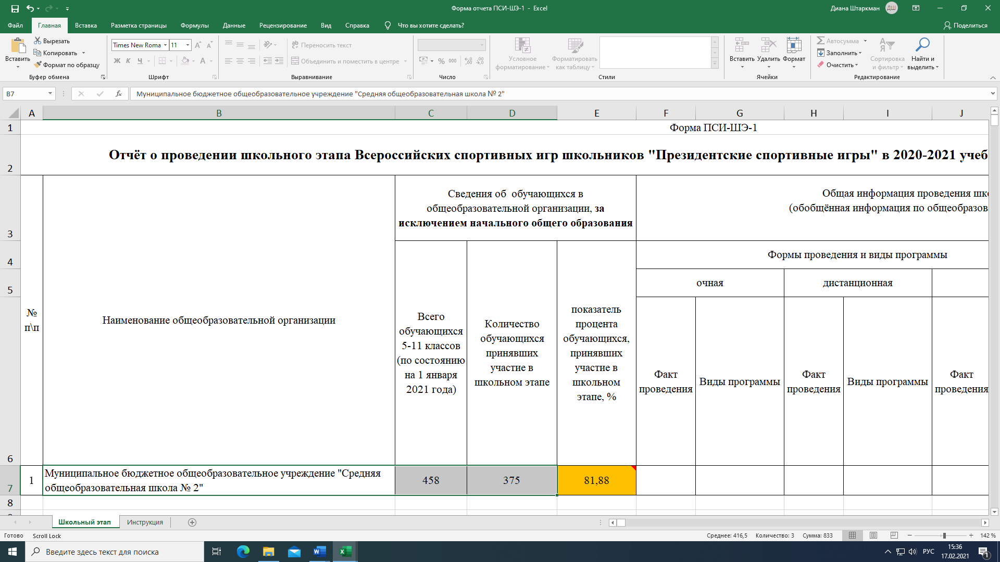 Форма отчета ПСИ-ШЭ-1 - Excel
Диана Штаркман
ДШ
Файл Главная Вставка Разметка страницы Формулы Данные Рецензирование Вид Справка Что вы хотите сделать? Поделиться
Вставить
Вырезать
Копировать
Формат по образцу
Буфер обмена
Times New Roma 11
Ж К Ч
Шрифт
Переносить текст
Объединить и поместить в центре
Выравнивание
% 000
Число
Условное форматирование
Форматировать как таблицу
Стили
Вставить Удалить Формат
Ячейки
Автосумма
Заполнить
Очистить
Сортировка и фильтр
Найти и выделить
Редактирование
B7
fx
Муниципальное бюджетное общеобразовательное учреждение "Средняя общеобразовательная школа № 2"
A B C D E F G H I J
1
Форма ПСИ-ШЭ-1
2
Отчёт о проведении школьного этапа Всероссийских спортивных игр школьников "Президентские спортивные игры" в 2020-2021 учеб
3
Сведения об обучающихся в
общеобразовательной организации, за
исключением начального общего образования
Общая информация проведения шк
(обобщённая информация по общеобразов
4
Формы проведения и виды программы
5
очная
дистанционная
6
№
п\п
Наименование общеобразовательной организации
Всего
обучающихся
5-11 классов
(по состоянию
на 1 января
2021 года)
Количество
обучающихся
принявших
участие в
школьном этапе
показатель
процента
обучающихся,
принявших
участие в
школьном
этапе, %
Факт
проведения
Виды программы
Факт
проведения
Виды программы
Факт
проведения
7
1
Муниципальное бюджетное общеобразовательное учреждение "Средняя
общеобразовательная школа № 2"
458
375
81,88
8
Школьный этап
Инструкция
Готово
Scroll Lock
Среднее: 416,5 Количество: 3 Сумма: 833
142 %
Введите здесь текст для поиска
РУС
15:36
17.02.2021
1